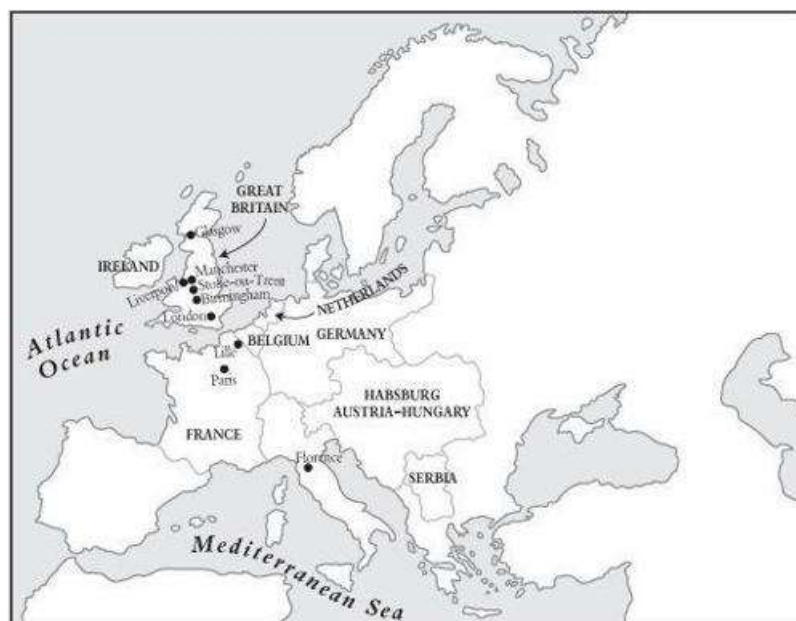 GREAT
BRITAIN
Glasgow
IRELAND
Manchester
Liverpool
Stoke-on-Trent
Birmingham
London
NETHERLANDS
Atlantic
Ocean
BELGIUM
GERMANY
Lille
Paris
HABSBURG
AUSTRIA-HUNGARY
FRANCE
Florence
SERBIA
Mediterranean Sea